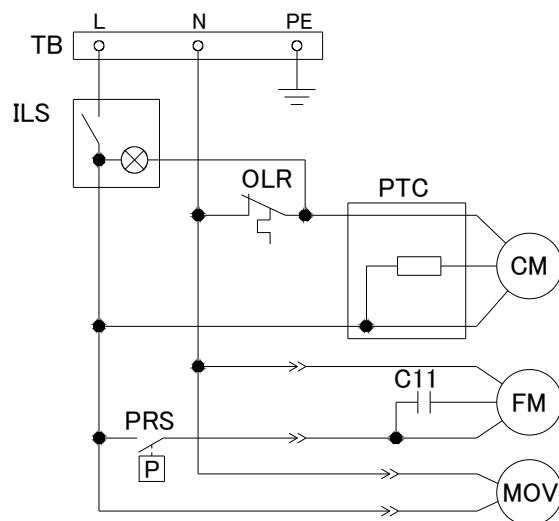 L N PE
TB
ILS
OLR
PTC
CM
C11
FM
PRS
P
MOV